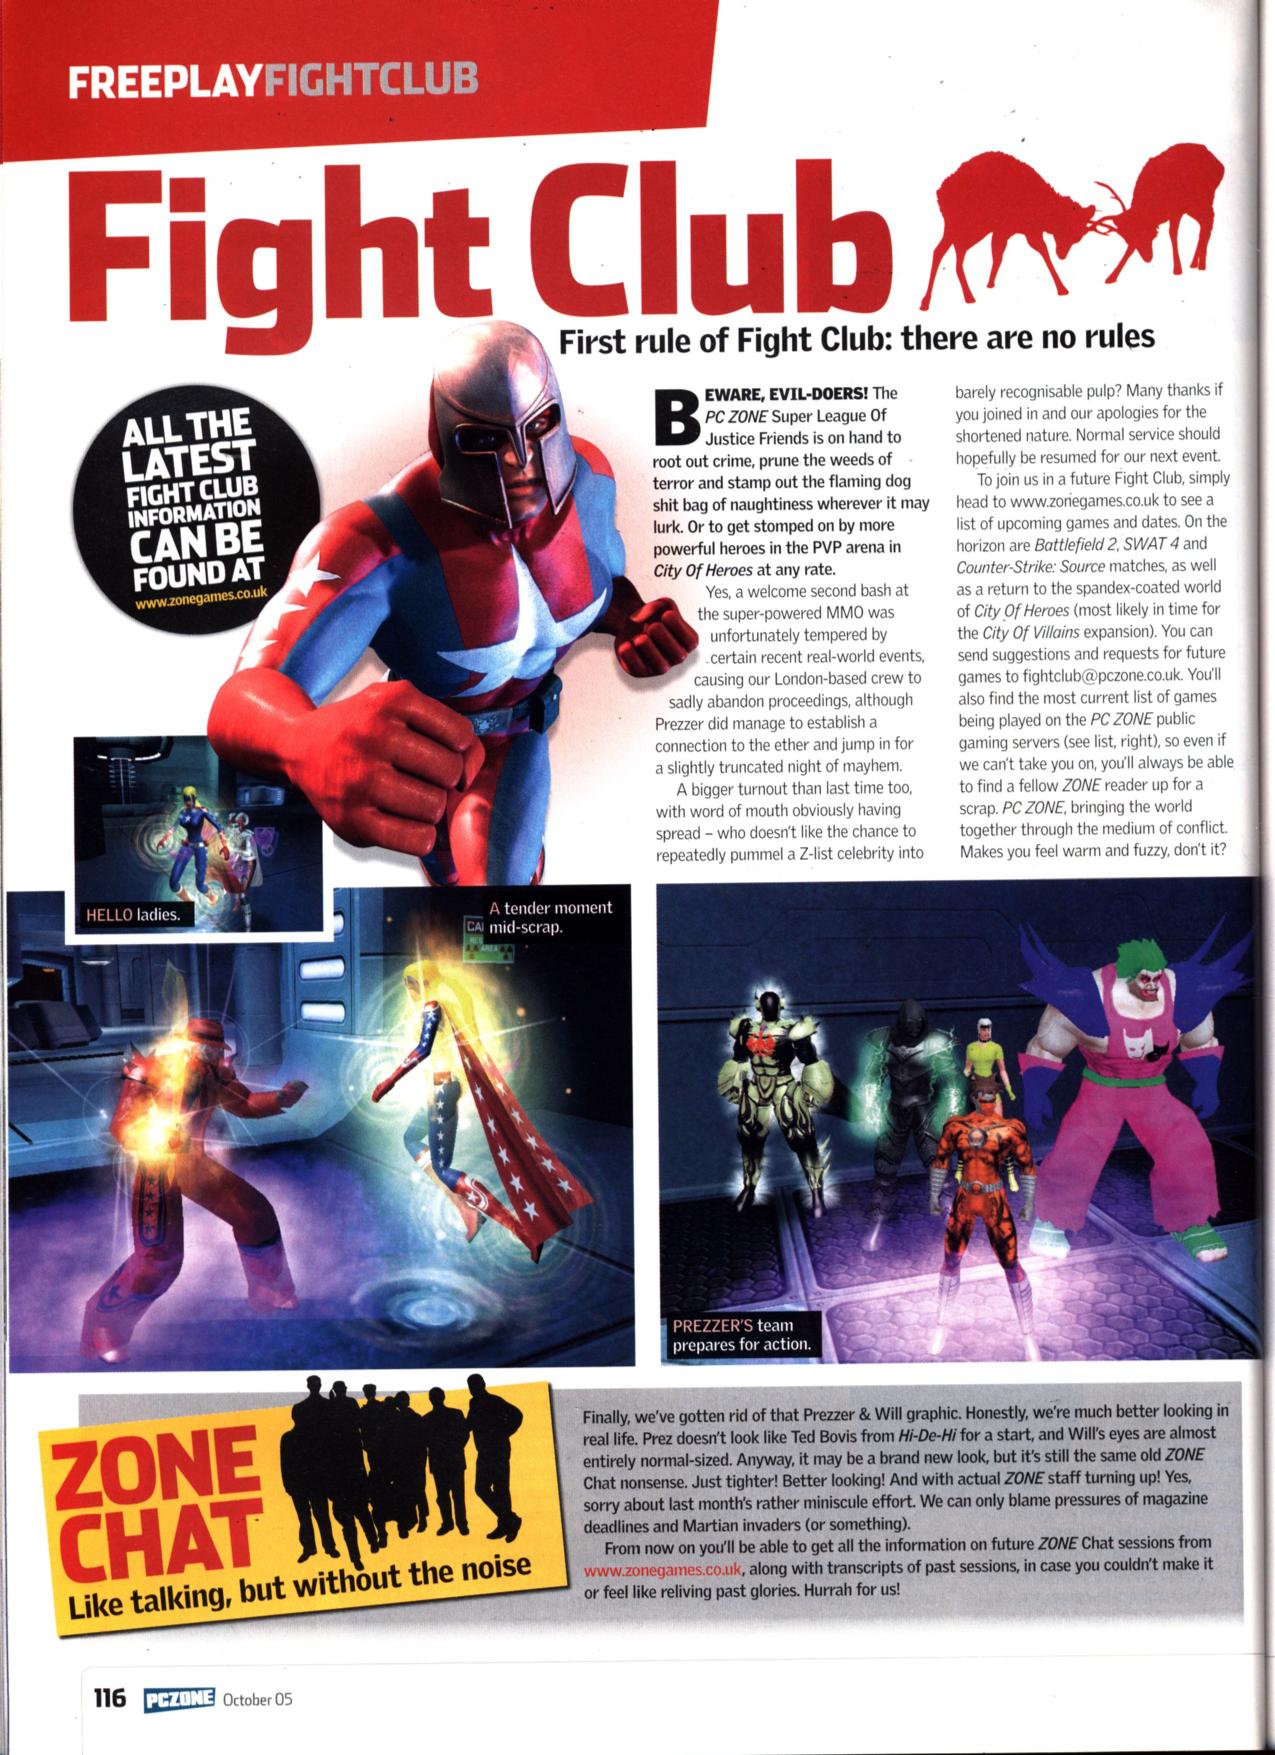 FREEPLAYFIGHTCLUB
Fight Club
First rule of Fight Club: there are no rules
ALL THE
LATEST
FIGHT CLUB
INFORMATION
CAN BE
FOUND AT
www.zonegames.co.uk
BEWARE, EVIL-DOERS! The
PC ZONE Super League Of
Justice Friends is on hand to
root out crime, prune the weeds of
terror and stamp out the flaming dog
shit bag of naughtiness wherever it may
lurk. Or to get stomped on by more
powerful heroes in the PVP arena in
City Of Heroes at any rate.
Yes, a welcome second bash at
the super-powered MMO was
unfortunately tempered by
certain recent real-world events,
causing our London-based crew to
sadly abandon proceedings, although
Prezzer did manage to establish a
connection to the ether and jump in for
a slightly truncated night of mayhem.
A bigger turnout than last time too,
with word of mouth obviously having
spread – who doesn't like the chance to
repeatedly pummel a Z-list celebrity into
barely recognisable pulp? Many thanks if
you joined in and our apologies for the
shortened nature. Normal service should
hopefully be resumed for our next event.
To join us in a future Fight Club, simply
head to www.zonegames.co.uk to see a
list of upcoming games and dates. On the
horizon are Battlefield 2, SWAT 4 and
Counter-Strike: Source matches, as well
as a return to the spandex-coated world
of City Of Heroes (most likely in time for
the City Of Villains expansion). You can
send suggestions and requests for future
games to fightclub@pczone.co.uk. You'll
also find the most current list of games
being played on the PC ZONE public
gaming servers (see list, right), so even if
we can't take you on, you'll always be able
to find a fellow ZONE reader up for a
scrap. PC ZONE, bringing the world
together through the medium of conflict.
Makes you feel warm and fuzzy, don't it?
HELLO ladies.
A tender moment
mid-scrap.
AREA
PREZZER'S team
prepares for action.
ZONE
CHAT
Like talking, but without the noise
Finally, we've gotten rid of that Prezzer & Will graphic. Honestly, we're much better looking in
real life. Prez doesn't look like Ted Bovis from Hi-De-Hi for a start, and Will's eyes are almost
entirely normal-sized. Anyway, it may be a brand new look, but it's still the same old ZONE
Chat nonsense. Just tighter! Better looking! And with actual ZONE staff turning up! Yes,
sorry about last month's rather miniscule effort. We can only blame pressures of magazine
deadlines and Martian invaders (or something).
From now on you'll be able to get all the information on future ZONE Chat sessions from
www.zonegames.co.uk, along with transcripts of past sessions, in case you couldn't make it
or feel like reliving past glories. Hurrah for us!
116 PCZONE October 05